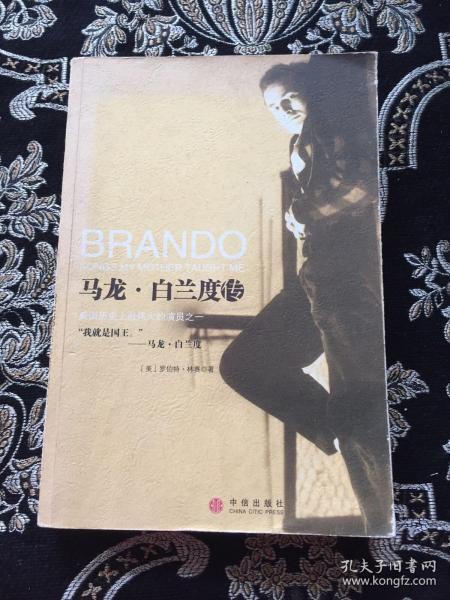 BRANDO
SONGS MY MOTHER TAUGHT ME
马龙·白兰度传
美国历史上最伟大的演员之一
“我就是国王。”
——马龙·白兰度
[美]罗伯特·林赛◎著
中信出版社
CHINA CITIC PRESS
孔夫子旧书网
www.kongfz.com